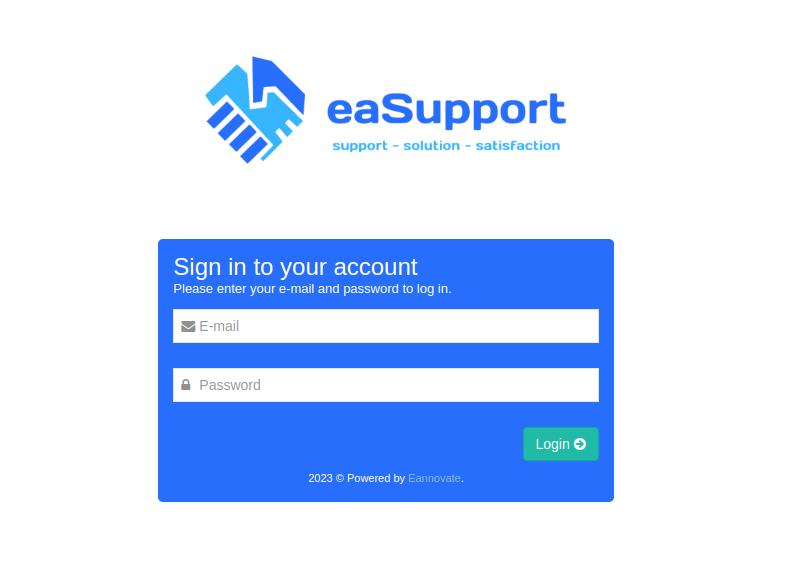 eaSupport
support - solution - satisfaction
Sign in to your account
Please enter your e-mail and password to log in.
E-mail
Password
Login
2023 © Powered by Eannovate.